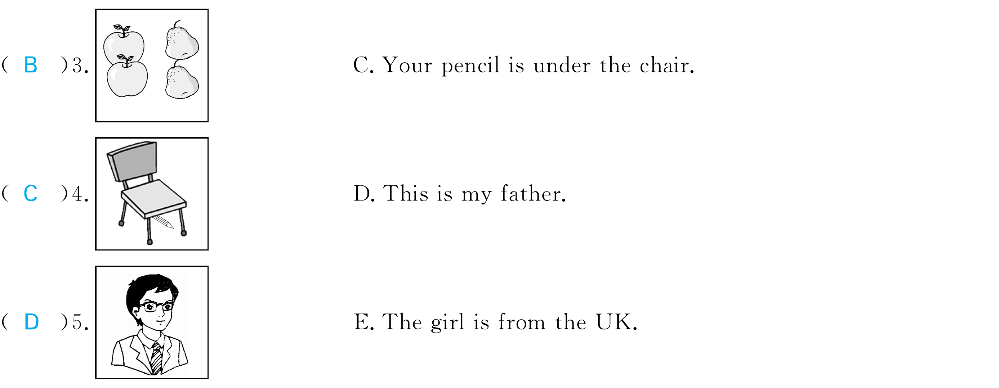 ( B )3. C. Your pencil is under the chair.
( C )4. D. This is my father.
( D )5. E. The girl is from the UK.